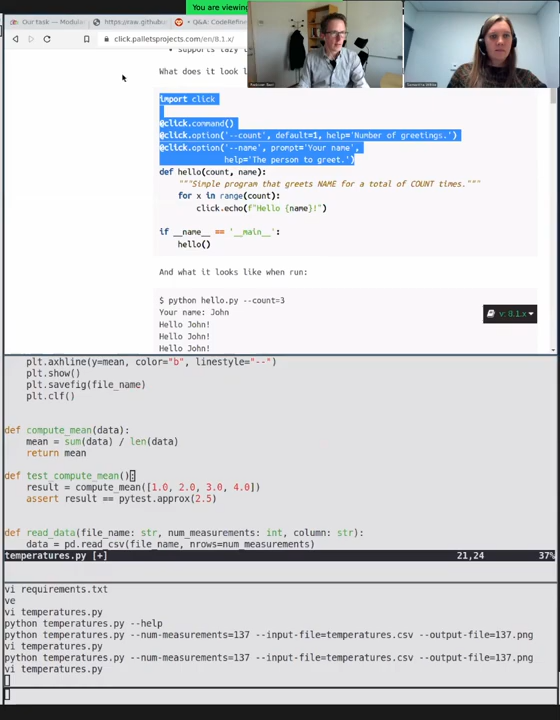 You are viewing
Our task — Module
https://raw.githubu
Q&A: CodeRefine
click.palletsprojects.com/en/8.1.x/
supports lazy l
What does it look l
import click
@click.command()
@click.option('--count', default=1, help='Number of greetings.')
@click.option('--name', prompt='Your name',
help='The person to greet.')
def hello(count, name):
"""Simple program that greets NAME for a total of COUNT times."""
for x in range(count):
click.echo(f"Hello {name}!")
if __name__ == '__main__':
hello()
And what it looks like when run:
$ python hello.py --count=3
Your name: John
Hello John!
Hello John!
Hello John!
v: 8.1.x
plt.axhline(y=mean, color="b", linestyle="--")
plt.show()
plt.savefig(file_name)
plt.clf()
def compute_mean(data):
mean = sum(data) / len(data)
return mean
def test_compute_mean():
result = compute_mean([1.0, 2.0, 3.0, 4.0])
assert result == pytest.approx(2.5)
def read_data(file_name: str, num_measurements: int, column: str):
data = pd.read_csv(file_name, nrows=num_measurements)
temperatures.py [+] 21,24 37%
vi requirements.txt
ve
vi temperatures.py
python temperatures.py --help
python temperatures.py --num-measurements=137 --input-file=temperatures.csv --output-file=137.png
vi temperatures.py
python temperatures.py --num-measurements=137 --input-file=temperatures.csv --output-file=137.png
vi temperatures.py